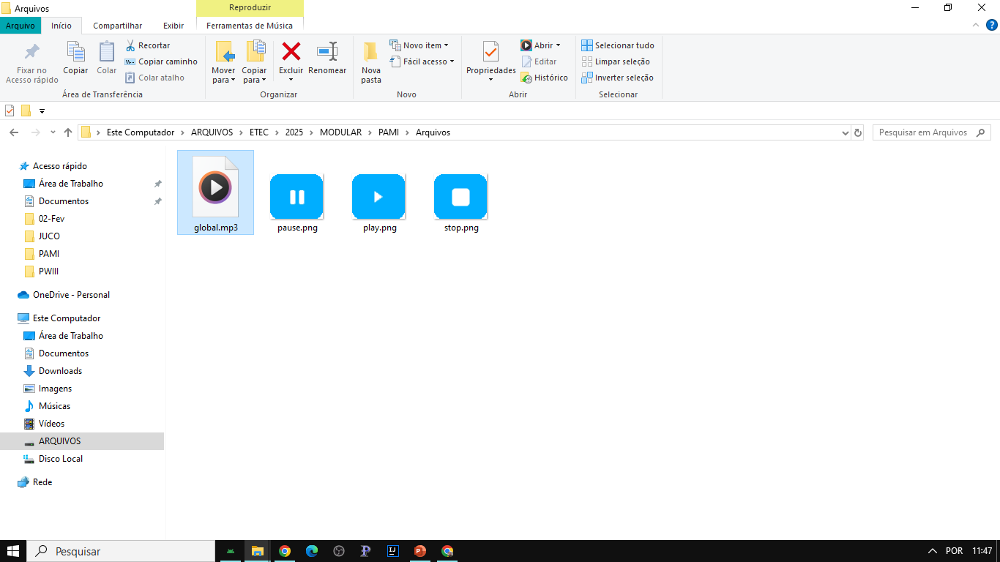 Arquivos
Reproduzir
Arquivo
Início
Compartilhar
Exibir
Ferramentas de Música
Fixar no
Acesso rápido
Copiar
Colar
Recortar
Copiar caminho
Colar atalho
Área de Transferência
Mover
para
Copiar
para
Excluir
Renomear
Organizar
Nova
pasta
Novo item
Fácil acesso
Novo
Propriedades
Abrir
Editar
Histórico
Abrir
Selecionar tudo
Limpar seleção
Inverter seleção
Selecionar
Este Computador
ARQUIVOS
ETEC
2025
MODULAR
PAMI
Arquivos
Pesquisar em Arquivos
Acesso rápido
Área de Trabalho
Documentos
02-Fev
JUCO
PAMI
PWIII
OneDrive - Personal
Este Computador
Área de Trabalho
Documentos
Downloads
Imagens
Músicas
Vídeos
ARQUIVOS
Disco Local
Rede
global.mp3
pause.png
play.png
stop.png
Pesquisar
POR
11:47